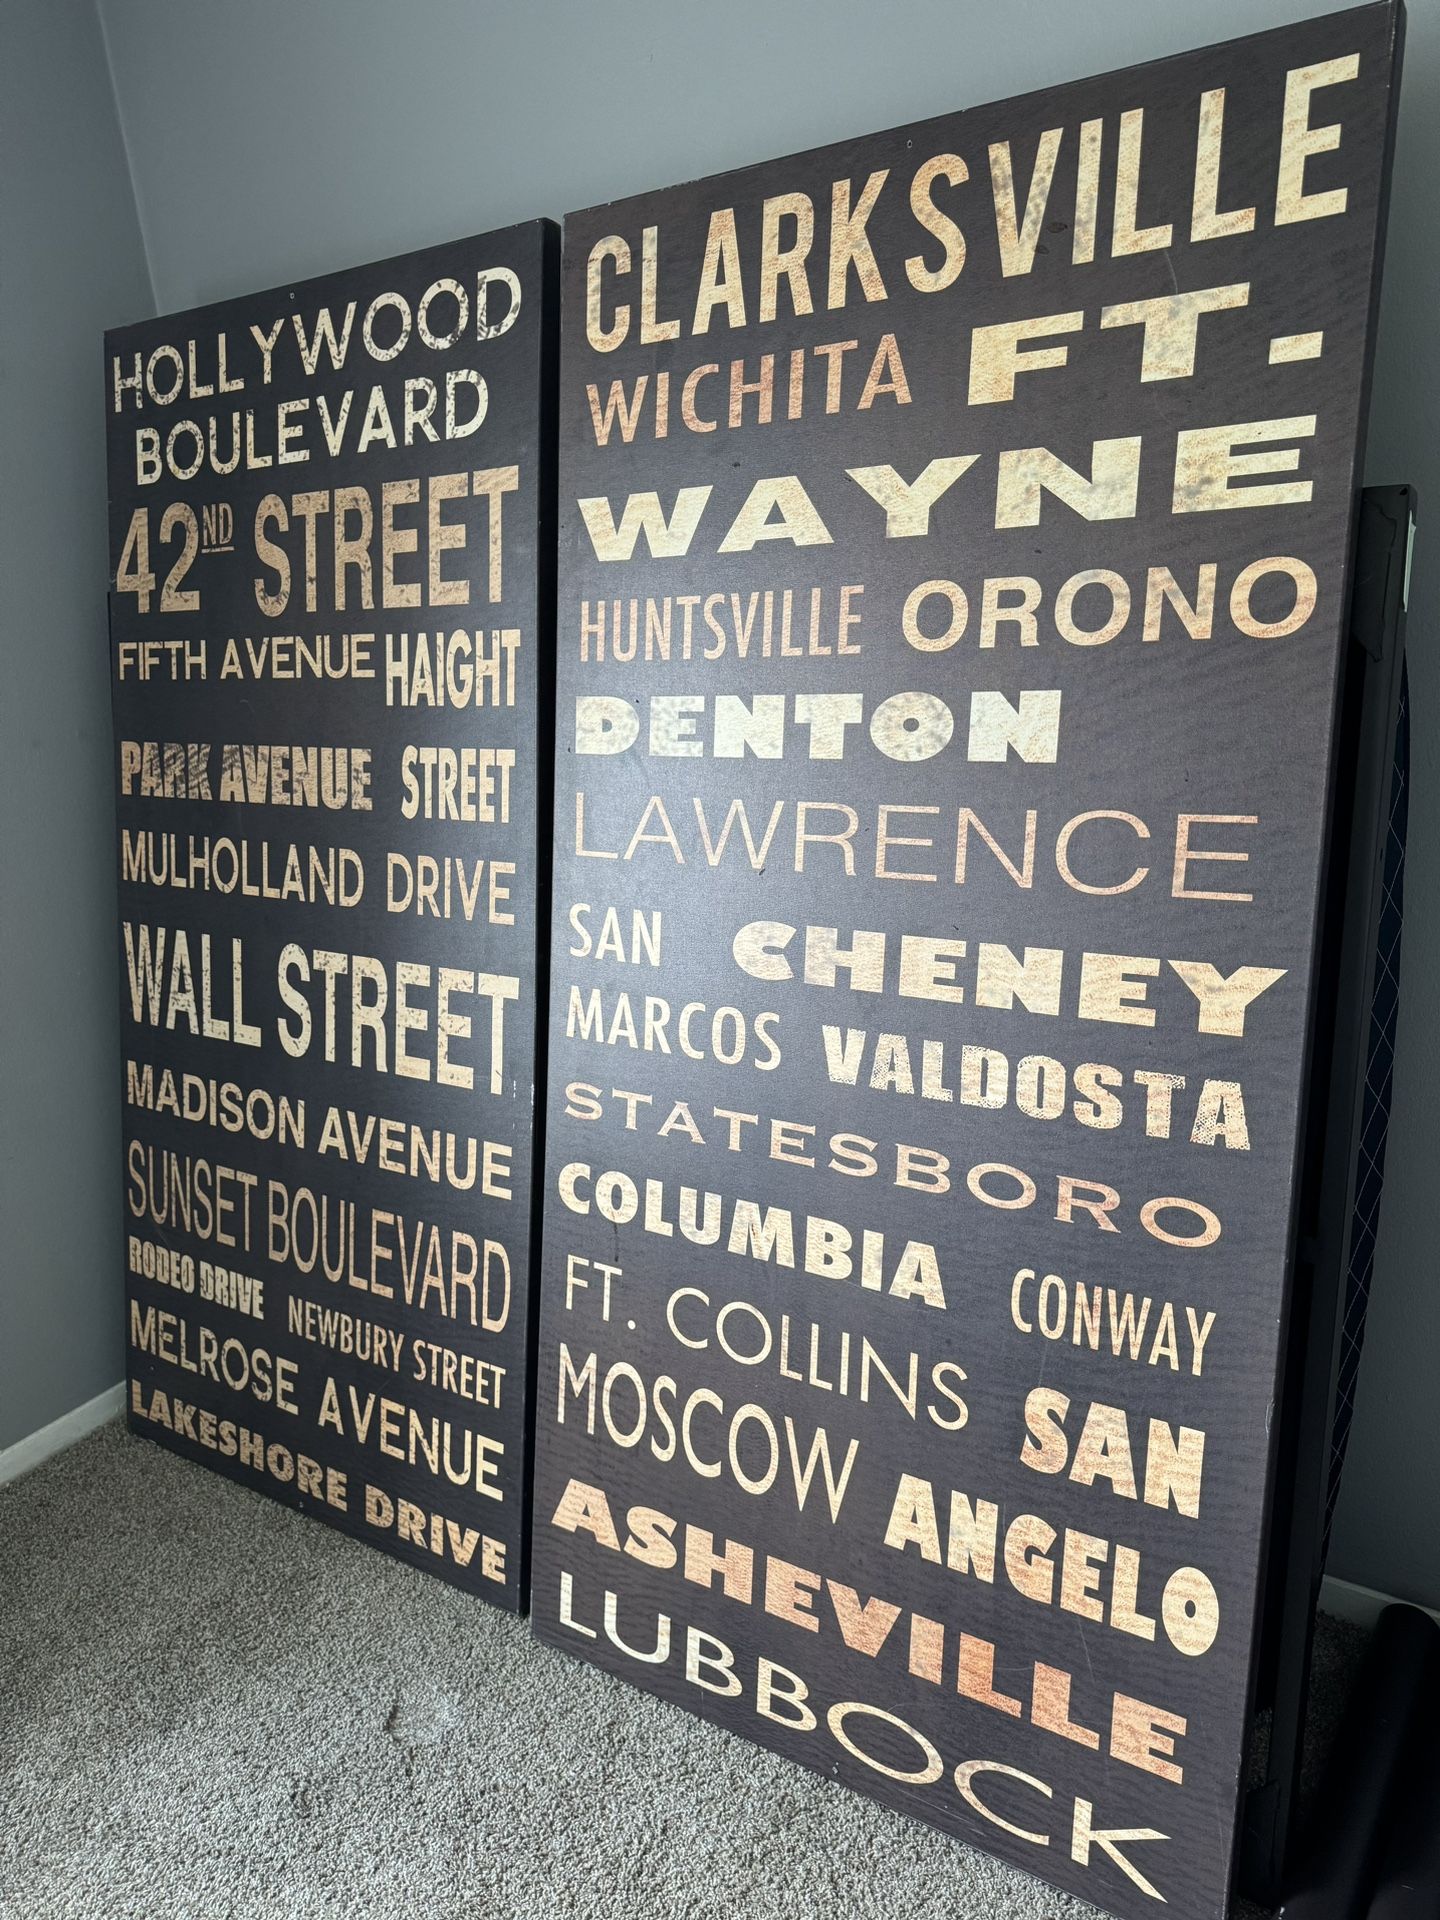 HOLLYWOOD
BOULEVARD
42ND STREET
FIFTH AVENUE HAIGHT
PARK AVENUE STREET
MULHOLLAND DRIVE
WALL STREET
MADISON AVENUE
SUNSET BOULEVARD
RODEO DRIVE NEWBURY STREET
MELROSE AVENUE
LAKESHORE DRIVE
CLARKSVILLE
WICHITA FT.
WAYNE
HUNTSVILLE ORONO
DENTON
LAWRENCE
SAN CHENEY
MARCOS VALDOSTA
STATESBORO
COLUMBIA CONWAY
FT. COLLINS SAN
MOSCOW ANGELO
ASHEVILLE
LUBBOCK